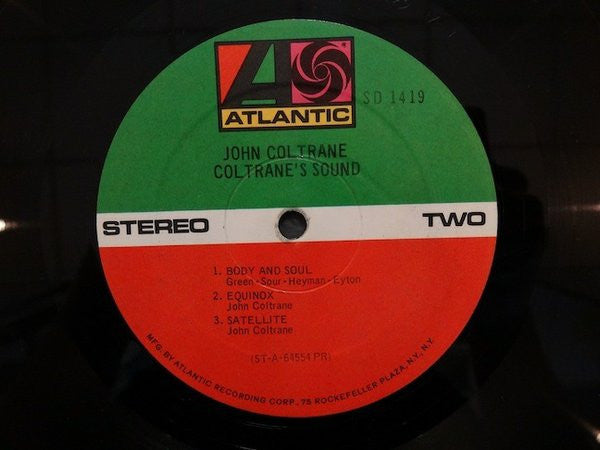 ATLANTIC
SD 1419
JOHN COLTRANE
COLTRANE'S SOUND
STEREO
TWO
1. BODY AND SOUL
Green-Sour-Heyman-Eyton
2. EQUINOX
John Coltrane
3. SATELLITE
John Coltrane
(ST-A-64554 PR)
MFG. BY ATLANTIC RECORDING CORP., 75 ROCKEFELLER PLAZA, N.Y., N.Y.